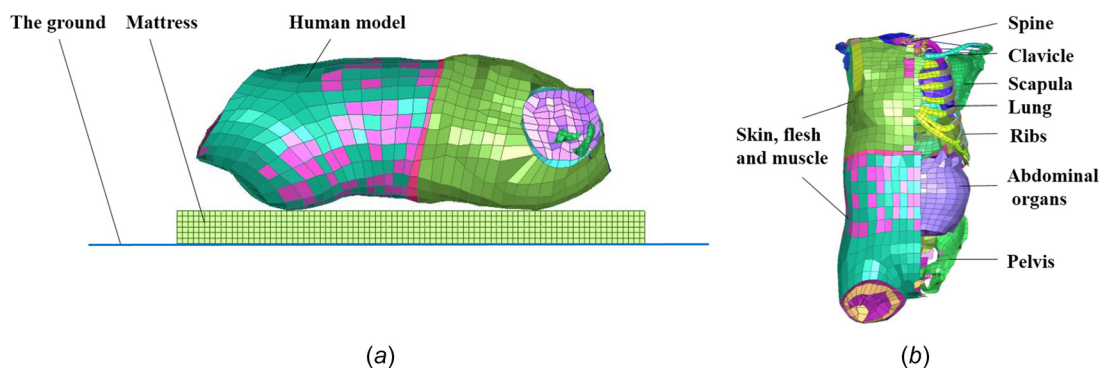 The ground
Mattress
Human model
(a)
Spine
Clavicle
Scapula
Lung
Ribs
Skin, flesh
and muscle
Abdominal
organs
Pelvis
(b)